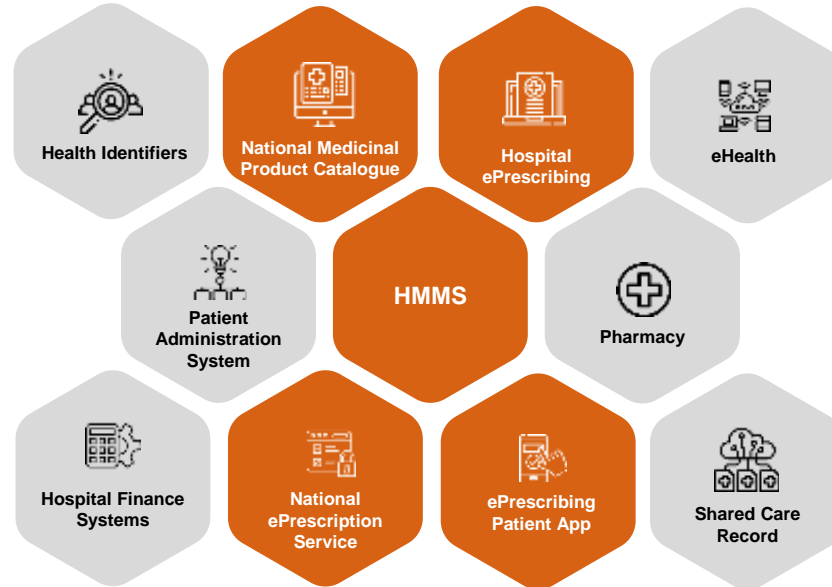 Health Identifiers
National Medicinal
Product Catalogue
Hospital
ePrescribing
eHealth
Patient
Administration
System
HMMS
Pharmacy
Hospital Finance
Systems
National
ePrescription
Service
ePrescribing
Patient App
Shared Care
Record